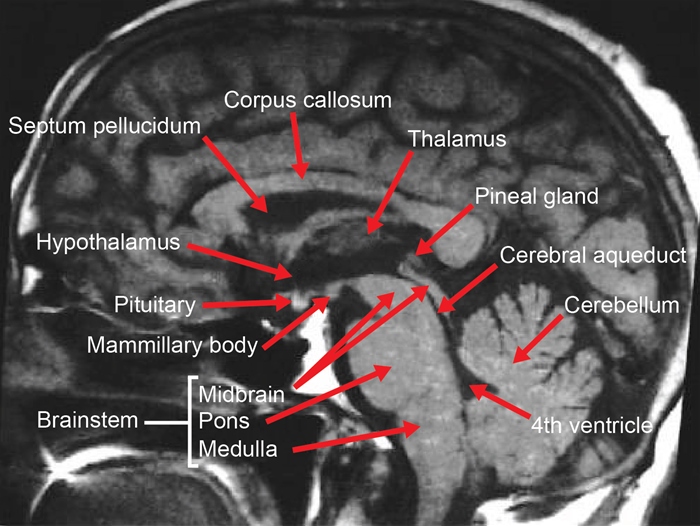 Corpus callosum
Septum pellucidum
Thalamus
Pineal gland
Hypothalamus
Cerebral aqueduct
Pituitary
Cerebellum
Mammillary body
Midbrain
Brainstem
Pons
4th ventricle
Medulla